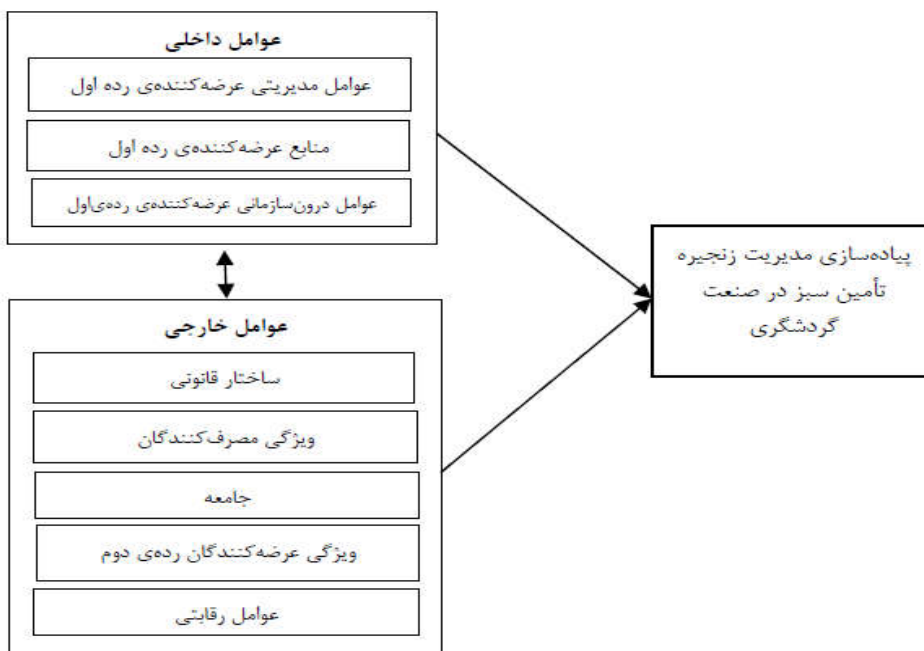 عوامل داخلی
عوامل مدیریتی عرضه‌کننده‌ی رده اول
منابع عرضه‌کننده‌ی رده اول
عوامل درون‌سازمانی عرضه‌کننده‌ی رده‌ی‌اول
عوامل خارجی
ساختار قانونی
ویژگی مصرف‌کنندگان
جامعه
ویژگی عرضه‌کنندگان رده‌ی دوم
عوامل رقابتی
پیاده‌سازی مدیریت زنجیره
تأمین سبز در صنعت
گردشگری